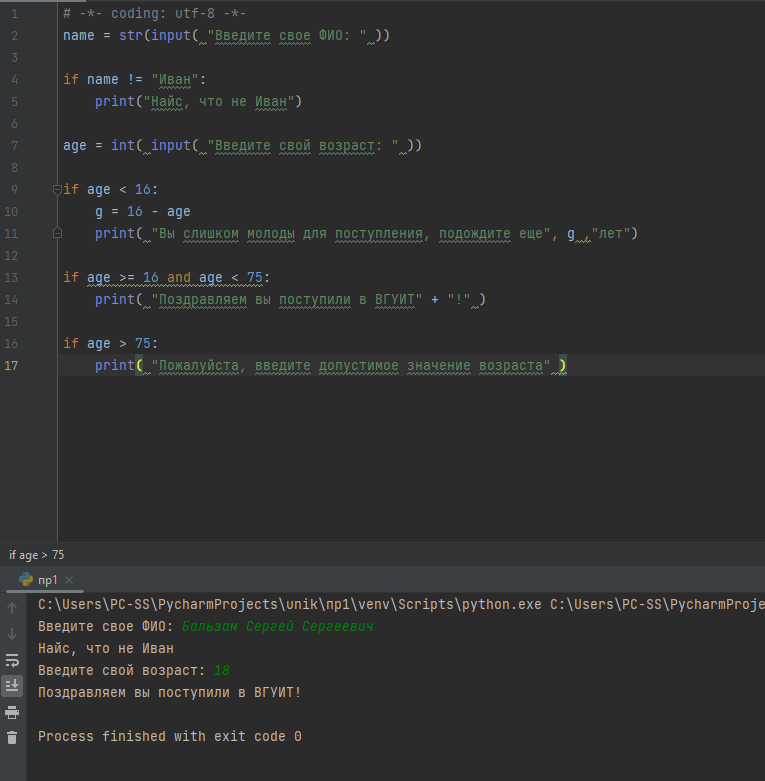 1 # -*- coding: utf-8 -*-
2 name = str(input( "Введите свое ФИО: " ))
3
4 if name != "Иван":
5     print("Найс, что не Иван")
6
7 age = int( input( "Введите свой возраст: " ))
8
9 if age < 16:
10     g = 16 - age
11     print( "Вы слишком молоды для поступления, подождите еще", g ,"лет")
12
13 if age >= 16 and age < 75:
14     print( "Поздравляем вы поступили в ВГУИТ" + "!" )
15
16 if age > 75:
17     print( "Пожалуйста, введите допустимое значение возраста" )
if age > 75
пр1 ×
C:\Users\PC-SS\PycharmProjects\unik\пр1\venv\Scripts\python.exe C:\Users\PC-SS\PycharmProje
Введите свое ФИО: Бальзам Сергей Сергеевич
Найс, что не Иван
Введите свой возраст: 18
Поздравляем вы поступили в ВГУИТ!
Process finished with exit code 0